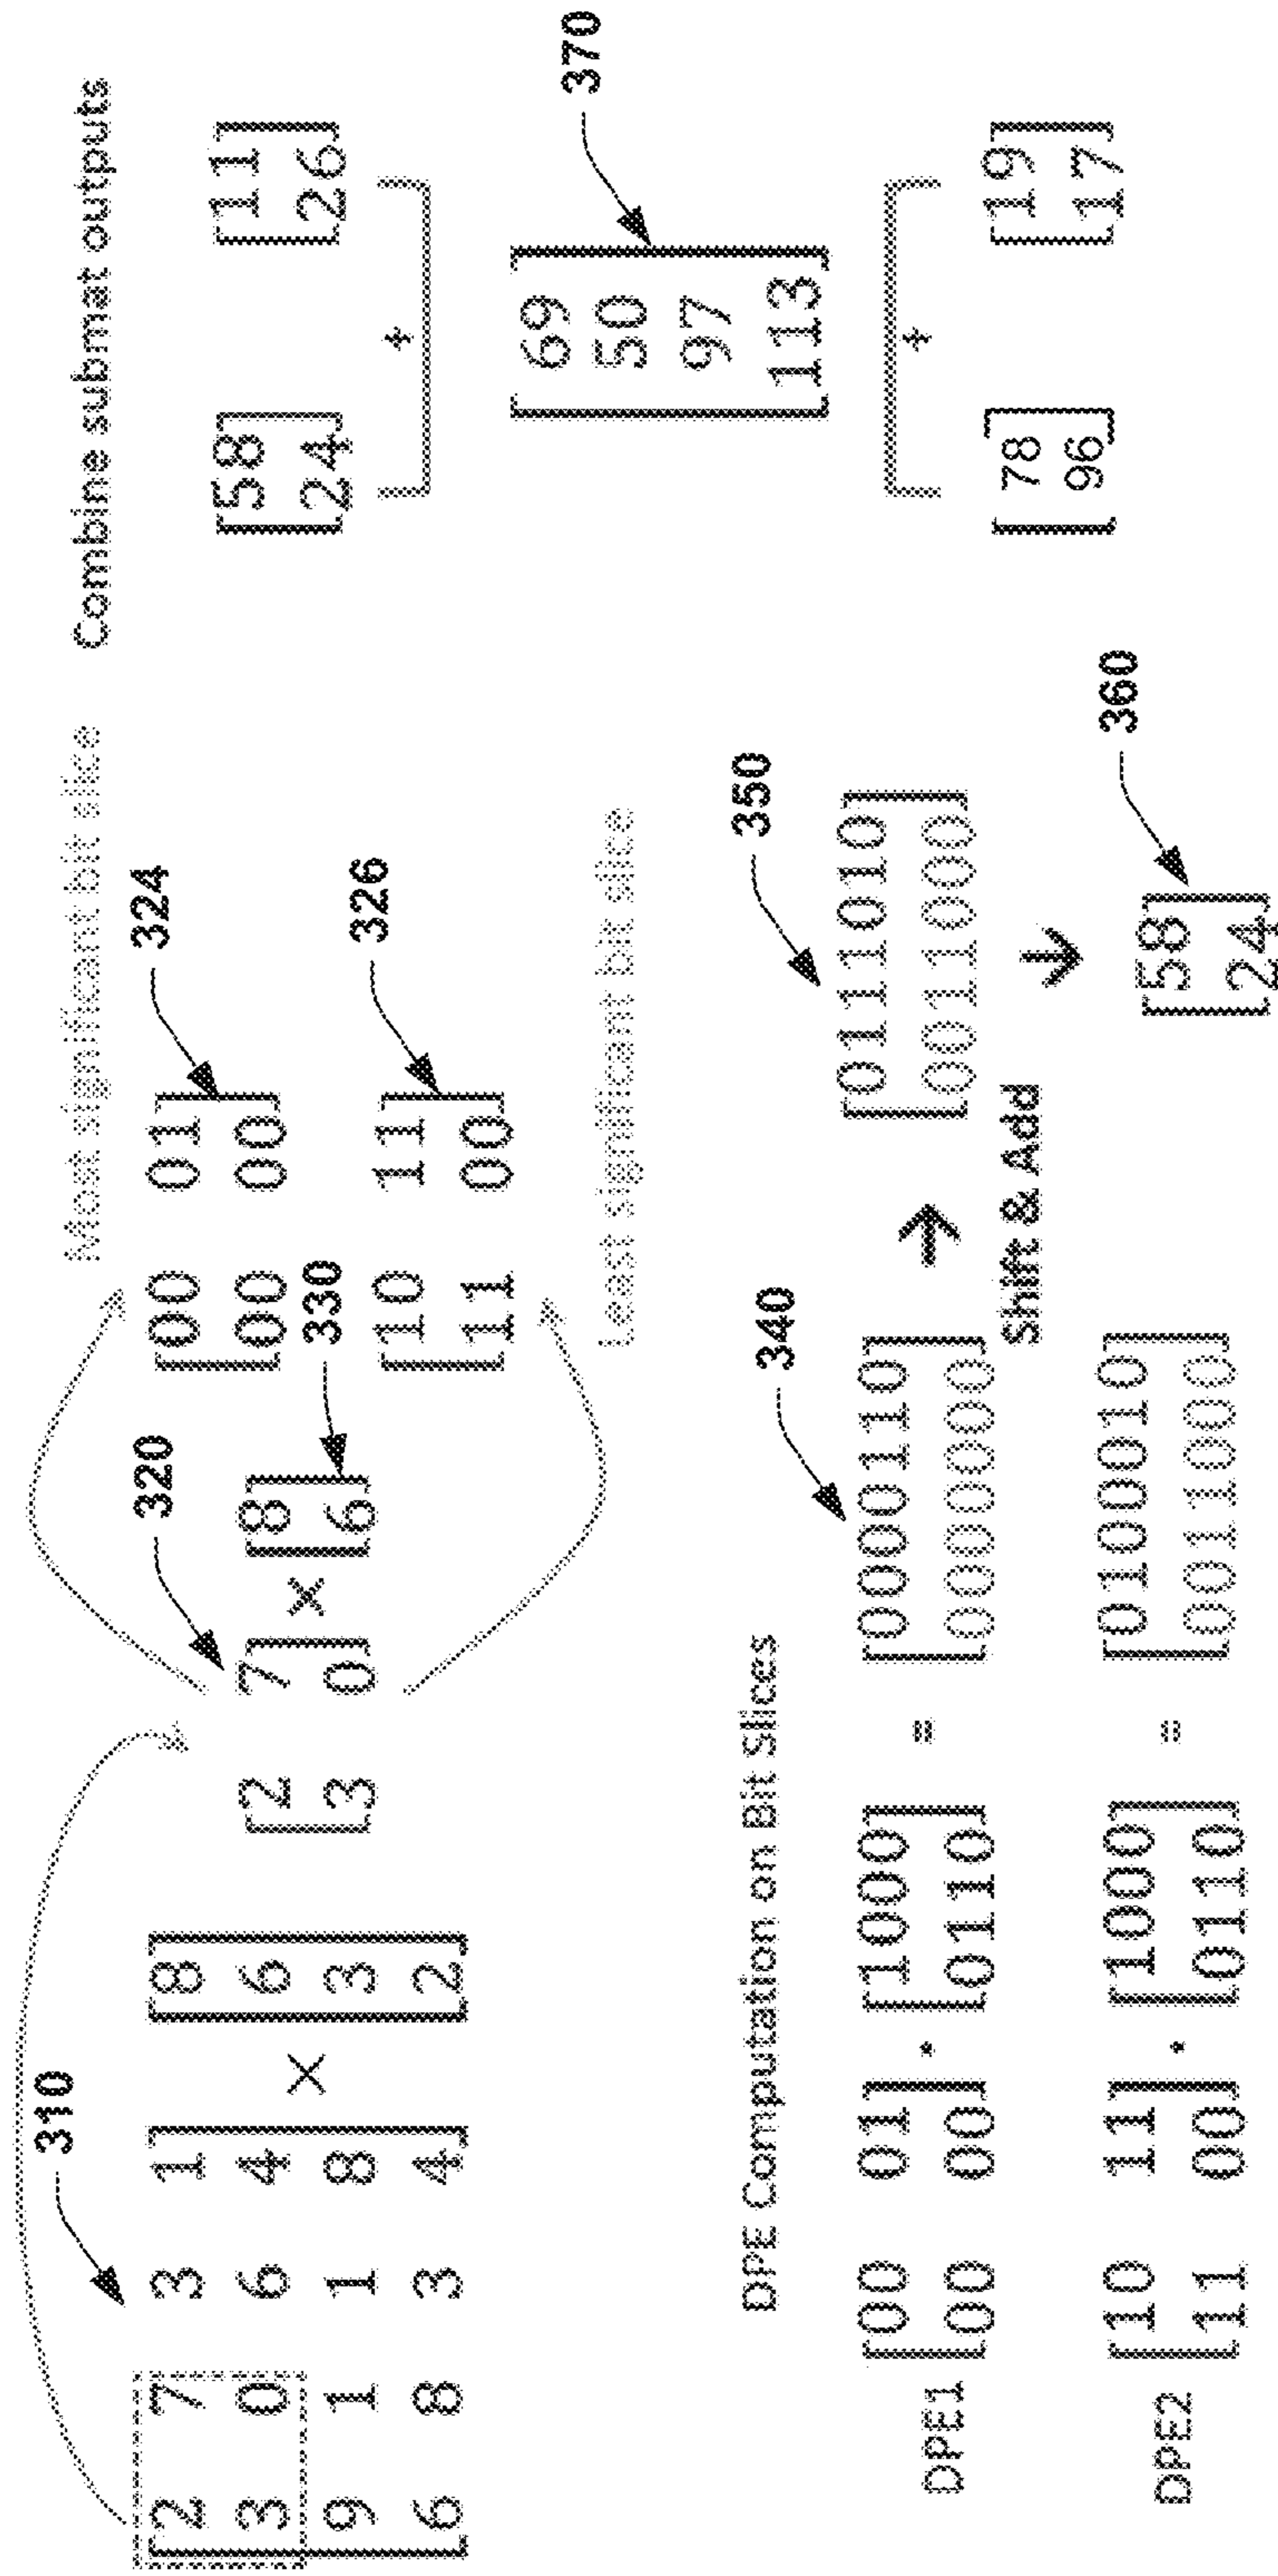 310
[2 7 3 1] × [8]
[3 0 6 4] [6]
[9 1 1 8] [3]
[6 8 3 4] [2]
320
330
[2 7] × [8]
[3 0] [6]
Most significant bit slice
324
[00 01]
[00 00]
326
[10 11]
[11 00]
Least significant bit slice
DPE Computation on Bit Slices
340
DPE1 [00 01] • [1000] = [0000110]
[00 00] [0110] [0000000]
DPE2 [10 11] • [1000] = [0100010]
[11 00] [0110] [0011000]
Shift & Add
350
[0111010]
[0011000]
360
[58]
[24]
Combine submat outputs
[58] + [11]
[24] [26]
370
[69]
[50]
[97]
[113]
[78] + [19]
[96] [17]